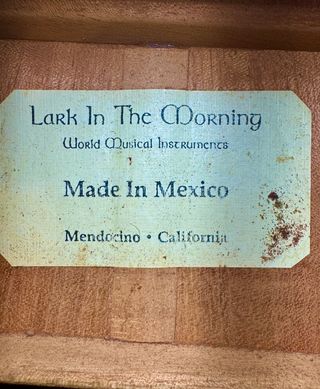 Lark In The Morning
World Musical Instruments
Made In Mexico
Mendocino • California